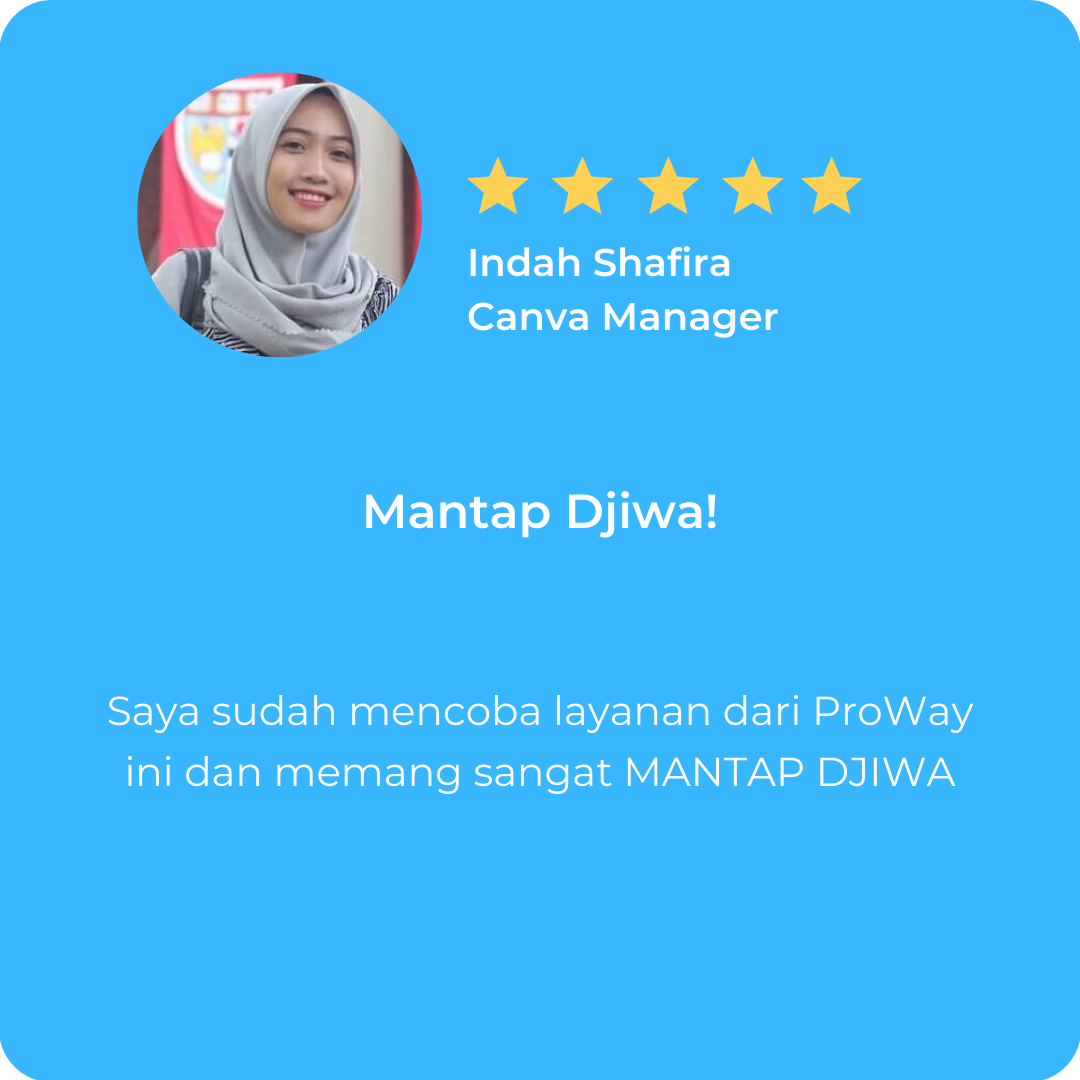 Indah Shafira
Canva Manager
Mantap Djiwa!
Saya sudah mencoba layanan dari ProWay
ini dan memang sangat MANTAP DJIWA